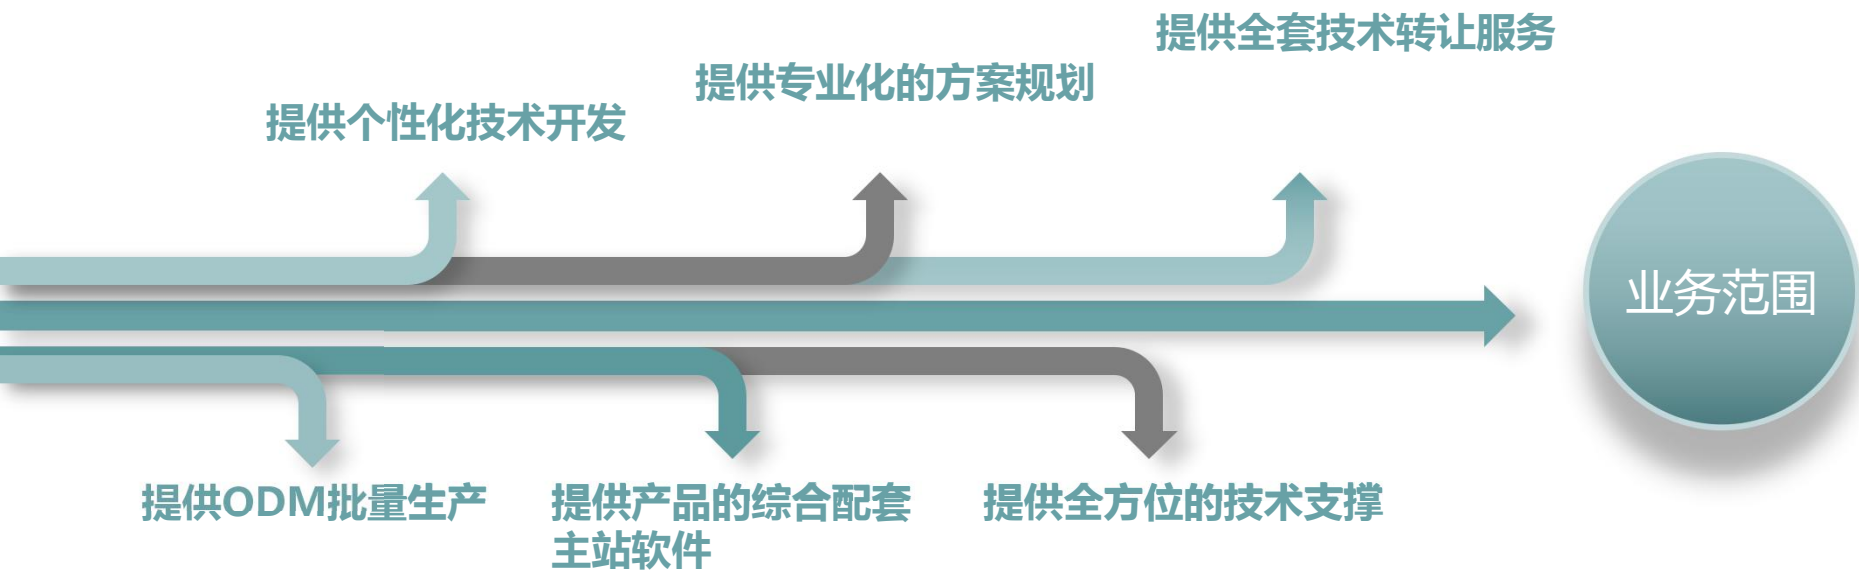 提供全套技术转让服务
提供专业化的方案规划
提供个性化技术开发
业务范围
提供ODM批量生产
提供产品的综合配套
主站软件
提供全方位的技术支撑